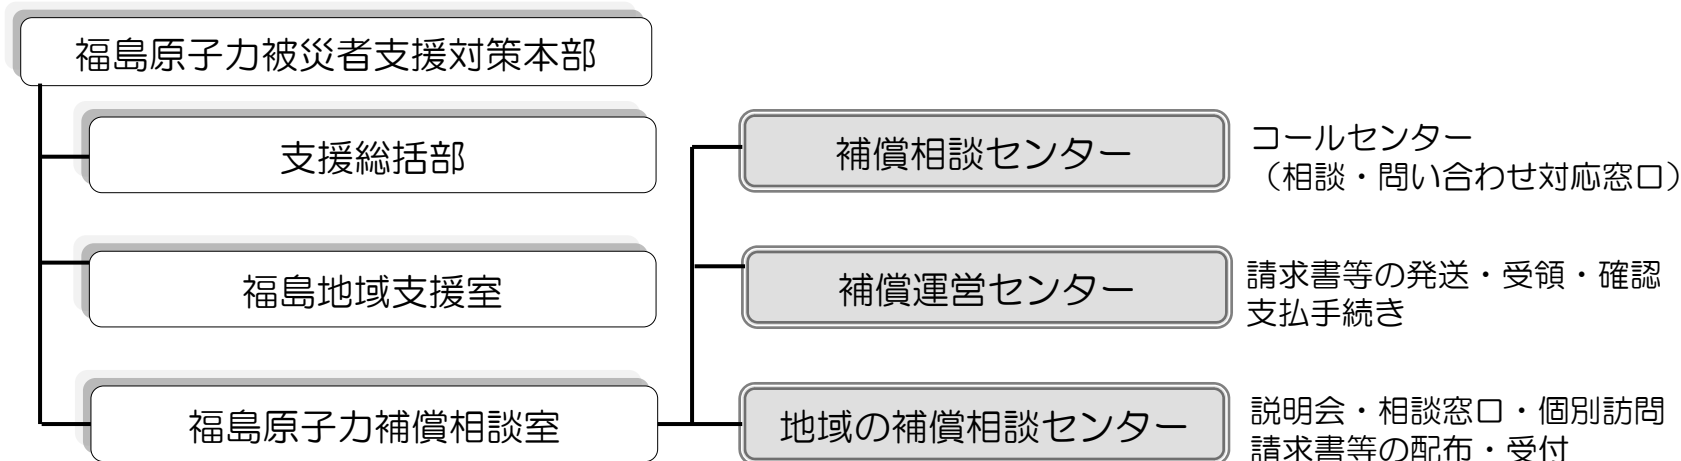 福島原子力被災者支援対策本部
支援総括部
補償相談センター
コールセンター
（相談・問い合わせ対応窓口）
福島地域支援室
補償運営センター
請求書等の発送・受領・確認
支払手続き
福島原子力補償相談室
地域の補償相談センター
説明会・相談窓口・個別訪問
請求書等の配布・受付